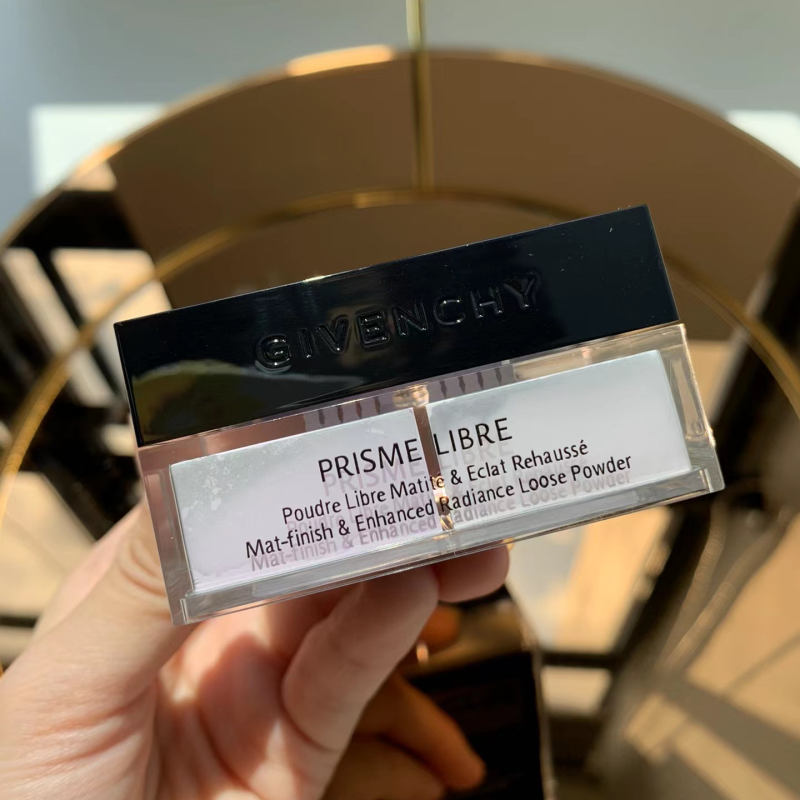 GIVENCHY
PRISME LIBRE
Poudre Libre Matité & Eclat Rehaussé
Mat-finish & Enhanced Radiance Loose Powder